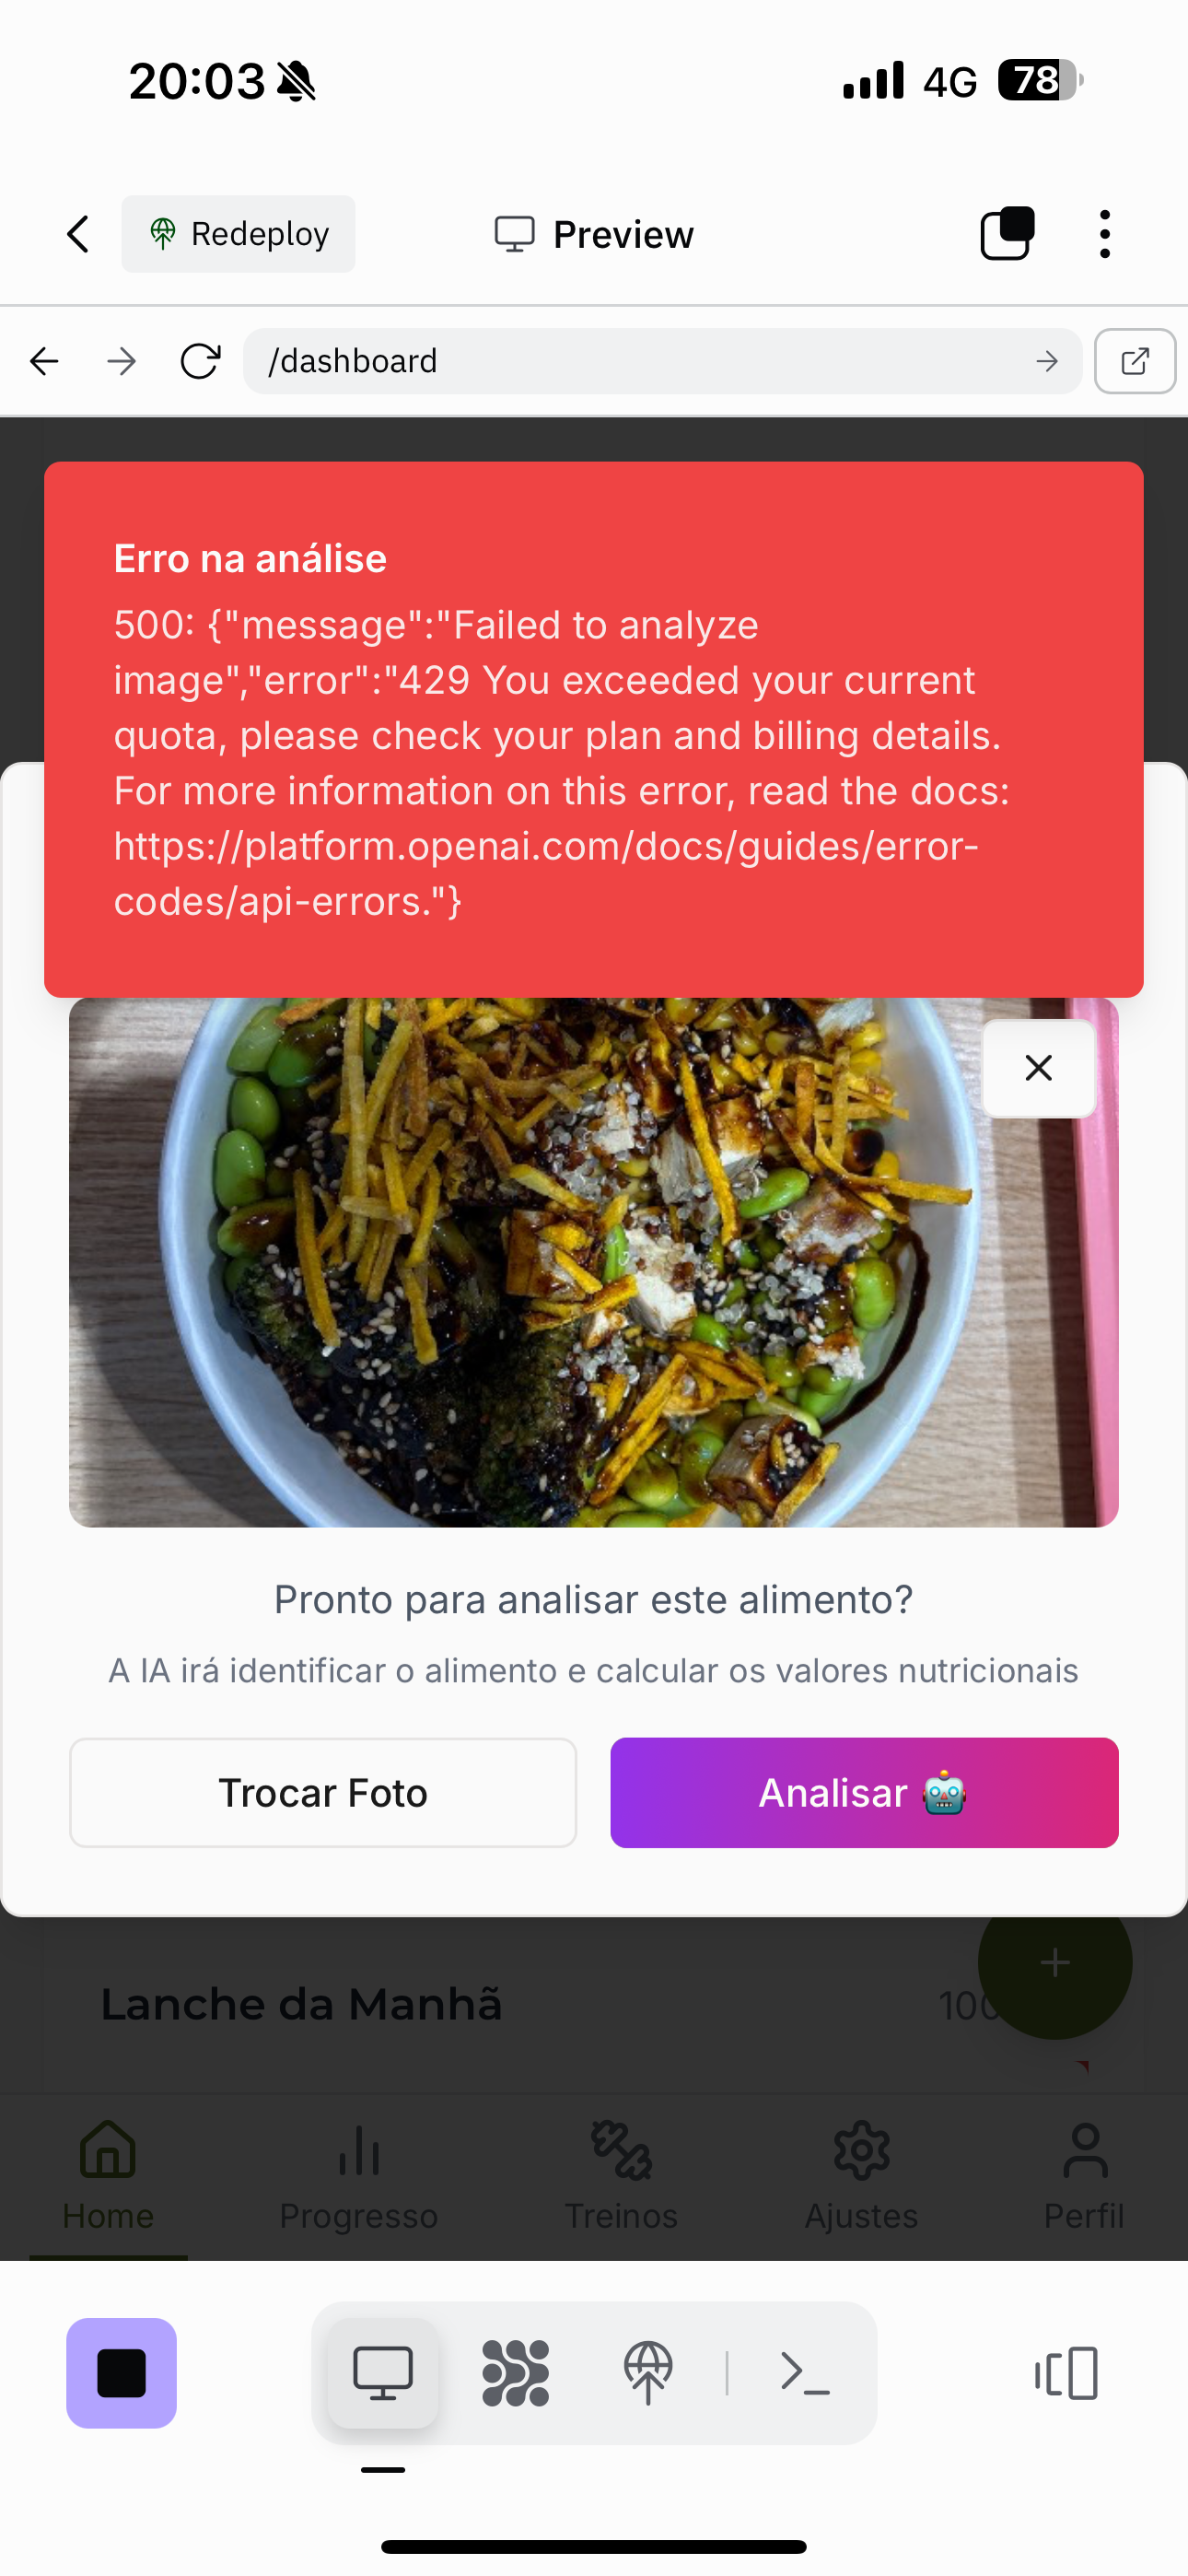 20:03
4G
78
Redeploy
Preview
/dashboard
Erro na análise
500: {"message":"Failed to analyze
image","error":"429 You exceeded your current
quota, please check your plan and billing details.
For more information on this error, read the docs:
https://platform.openai.com/docs/guides/error-
codes/api-errors."}
Pronto para analisar este alimento?
A IA irá identificar o alimento e calcular os valores nutricionais
Trocar Foto
Analisar 🤖
Lanche da Manhã
100
Home
Progresso
Treinos
Ajustes
Perfil